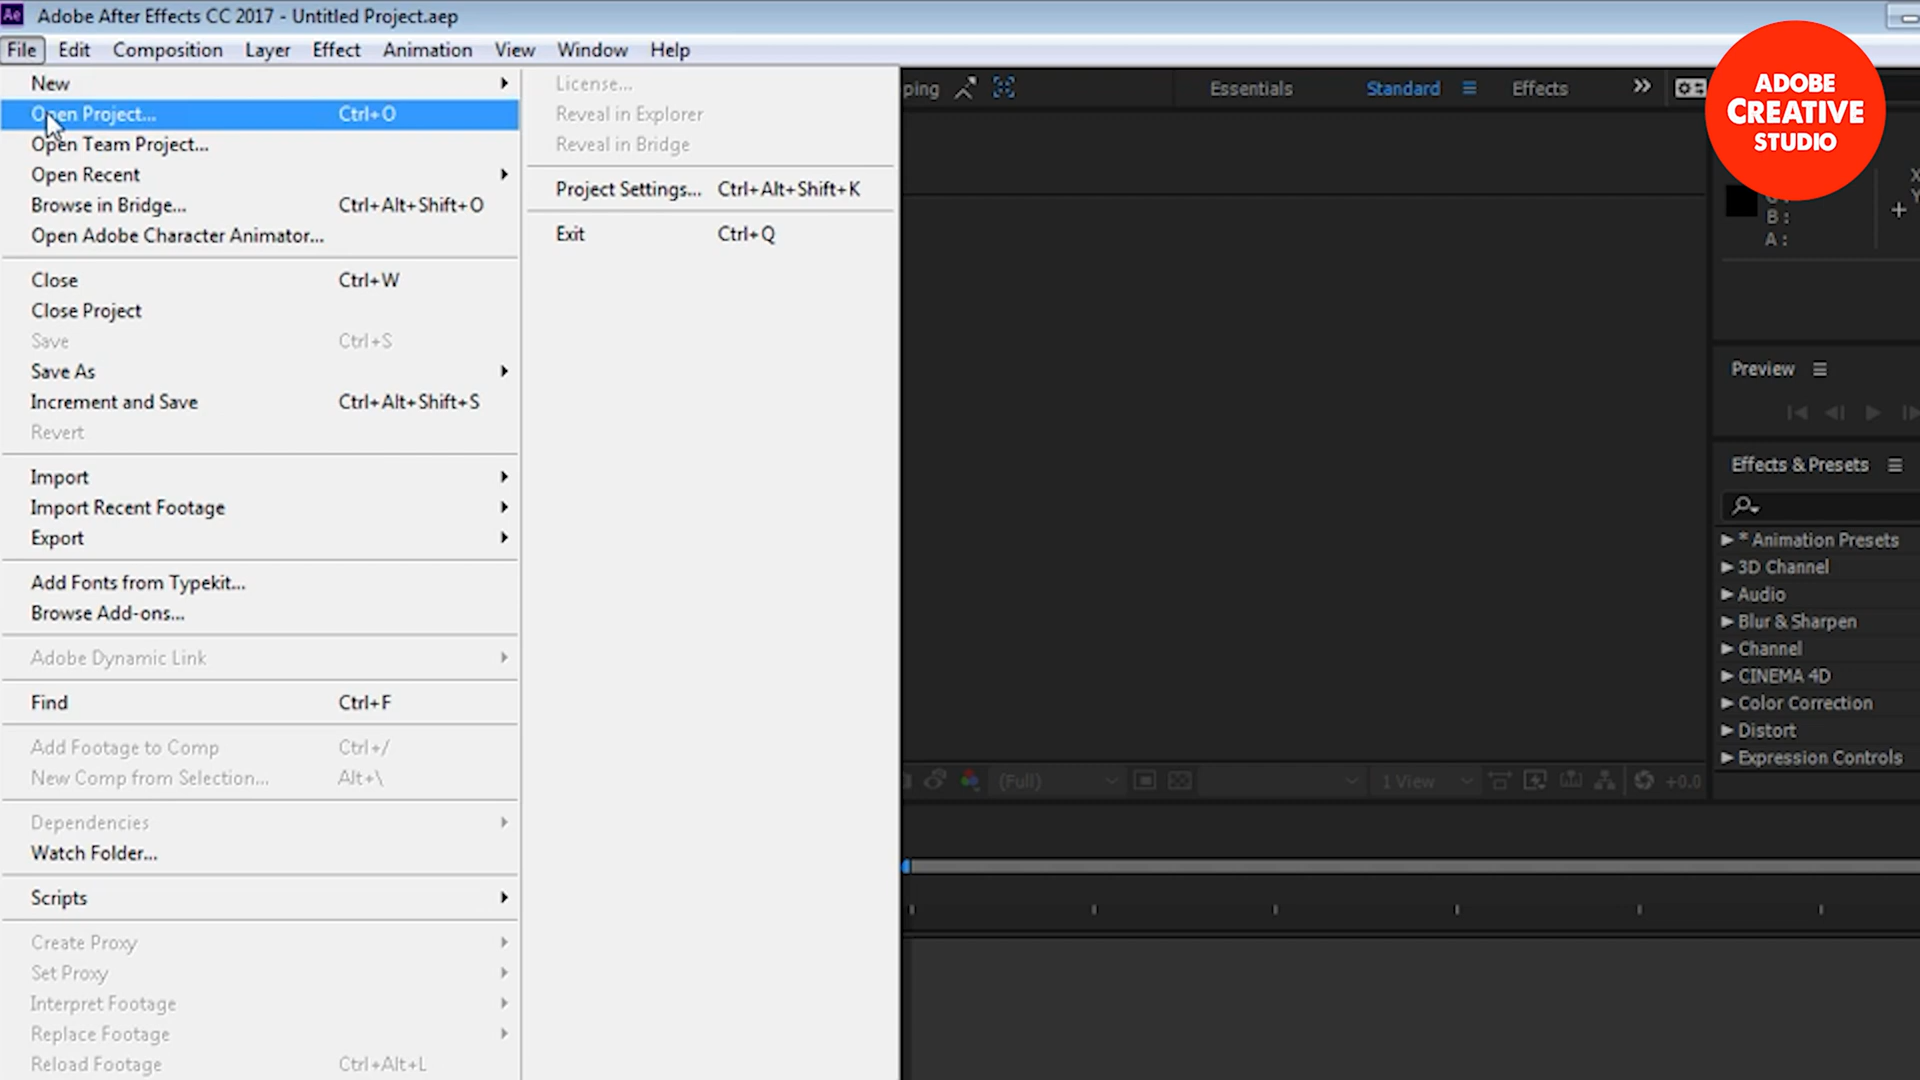 Ae Adobe After Effects CC 2017 - Untitled Project.aep
File Edit Composition Layer Effect Animation View Window Help
New
Open Project... Ctrl+O
Open Team Project...
Open Recent
Browse in Bridge... Ctrl+Alt+Shift+O
Open Adobe Character Animator...
Close Ctrl+W
Close Project
Save Ctrl+S
Save As
Increment and Save Ctrl+Alt+Shift+S
Revert
Import
Import Recent Footage
Export
Add Fonts from Typekit...
Browse Add-ons...
Adobe Dynamic Link
Find Ctrl+F
Add Footage to Comp Ctrl+/
New Comp from Selection... Alt+\
Dependencies
Watch Folder...
Scripts
Create Proxy
Set Proxy
Interpret Footage
Replace Footage
Reload Footage Ctrl+Alt+L
License...
Reveal in Explorer
Reveal in Bridge
Project Settings... Ctrl+Alt+Shift+K
Exit Ctrl+Q
ping Essentials Standard Effects
ADOBE
CREATIVE
STUDIO
X
Y
B :
A :
Preview
Effects & Presets
* Animation Presets
3D Channel
Audio
Blur & Sharpen
Channel
CINEMA 4D
Color Correction
Distort
Expression Controls
(Full) 1 View +0.0